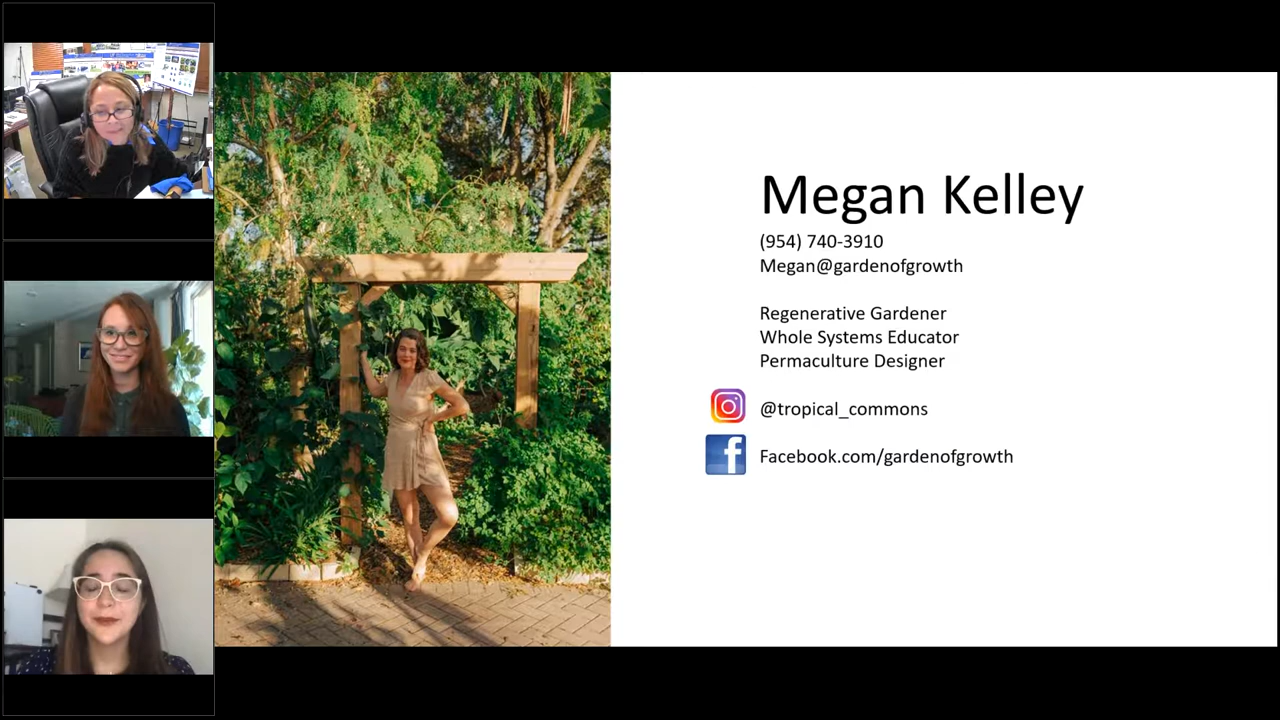 Megan Kelley
(954) 740-3910
Megan@gardenofgrowth
Regenerative Gardener
Whole Systems Educator
Permaculture Designer
@tropical_commons
Facebook.com/gardenofgrowth